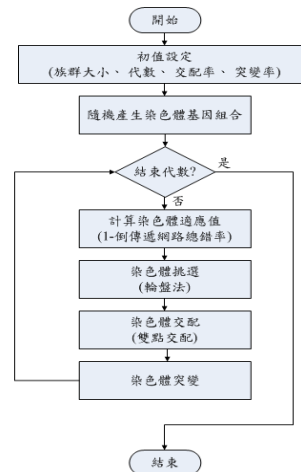 開始
初值設定
(族群大小、代數、交配率、突變率)
隨機產生染色體基因組合
結束代數?
是
否
計算染色體適應值
(1-倒傳遞網路總錯率)
染色體挑選
(輪盤法)
染色體交配
(雙點交配)
染色體突變
結束